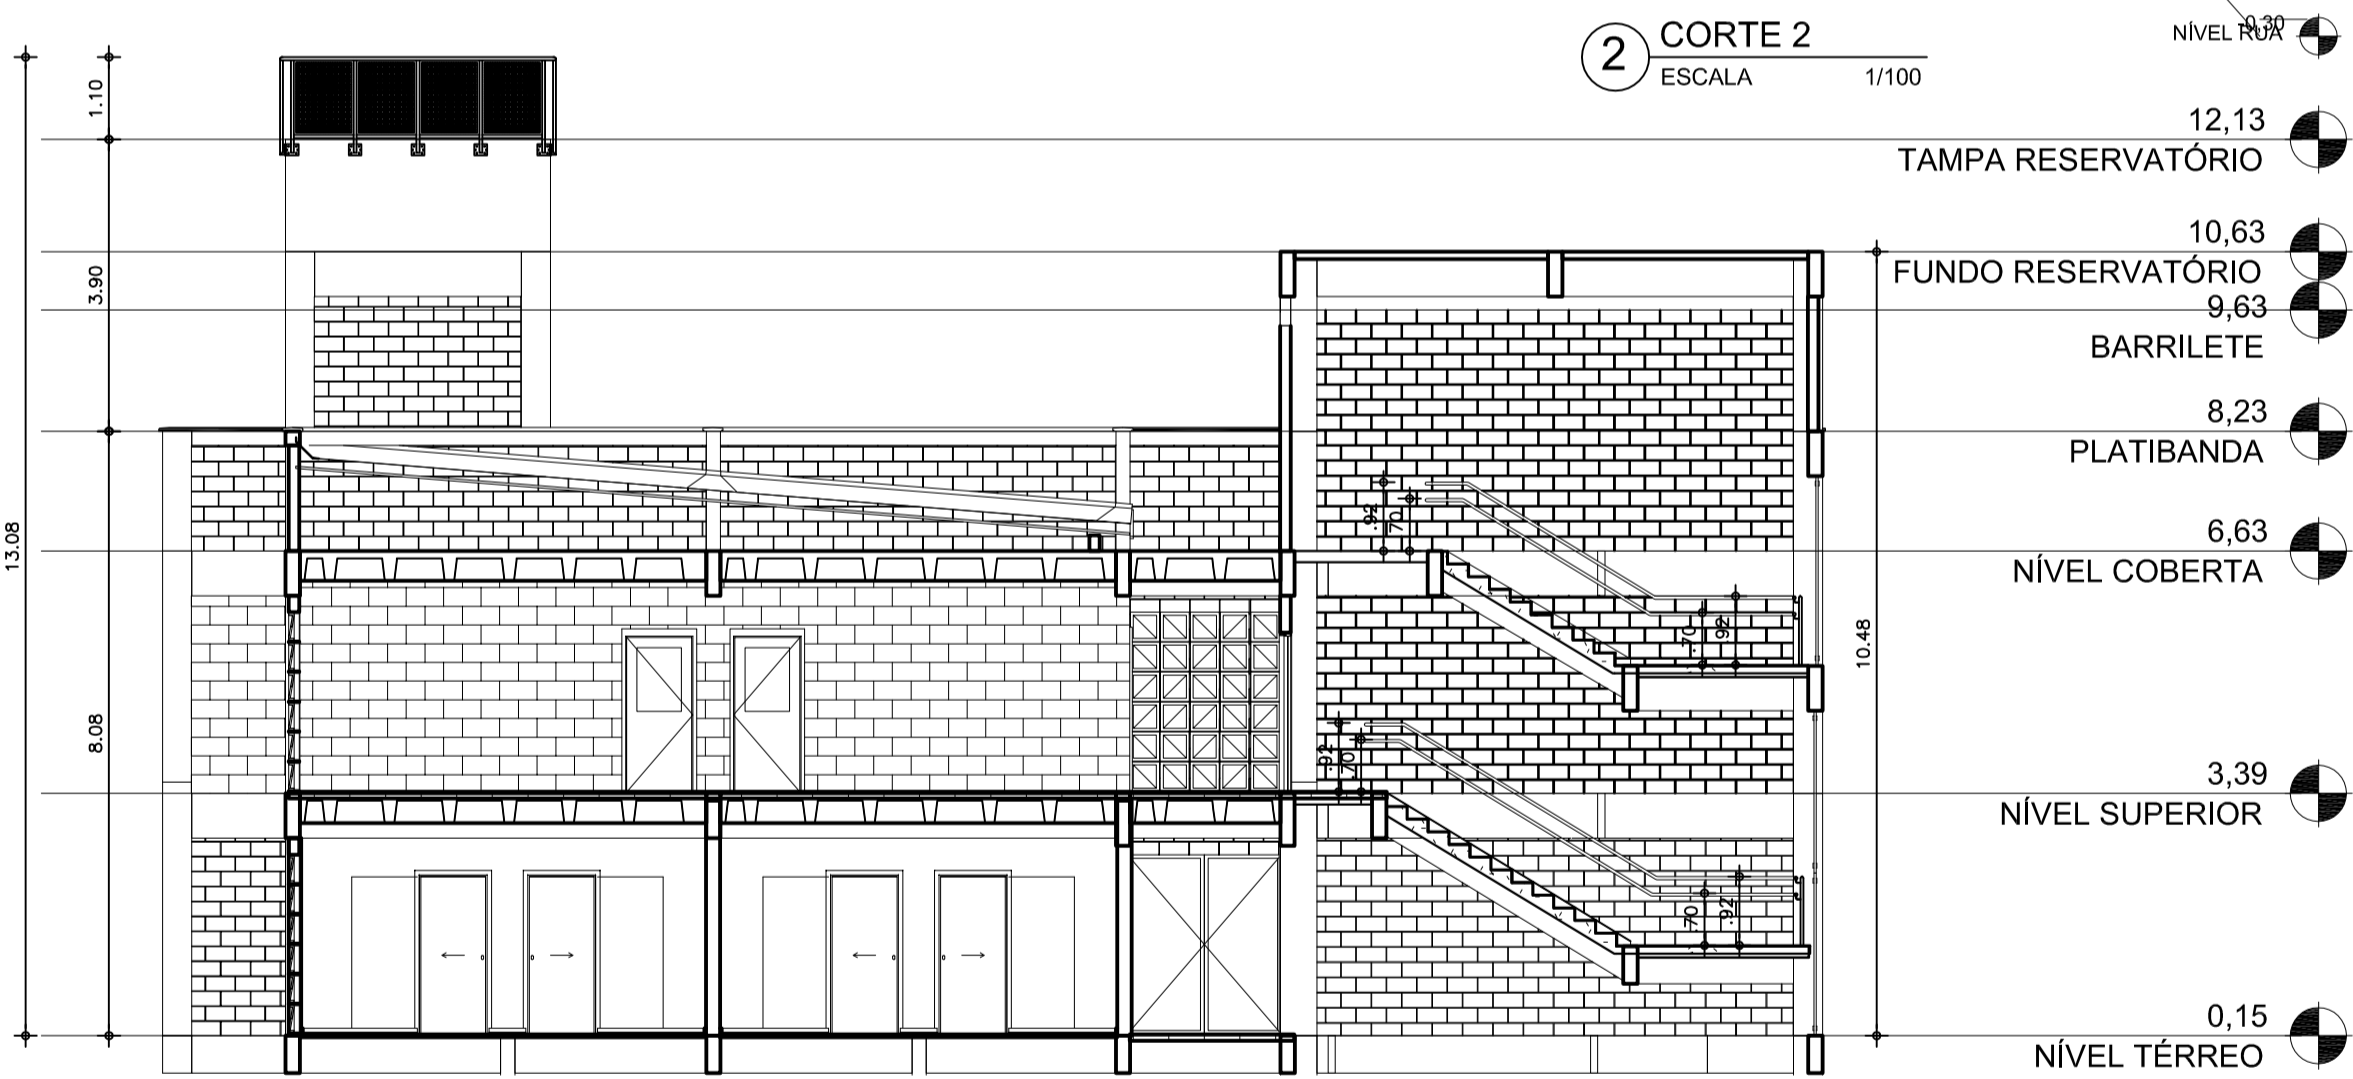 2
CORTE 2
ESCALA 1/100
-0,30
NÍVEL RUA
12,13
TAMPA RESERVATÓRIO
10,63
FUNDO RESERVATÓRIO
9,63
BARRILETE
8,23
PLATIBANDA
6,63
NÍVEL COBERTA
3,39
NÍVEL SUPERIOR
0,15
NÍVEL TÉRREO
13.08
1.10
3.90
8.08
10.48
.92
.70
.70
.92
.92
.70
.70
.92